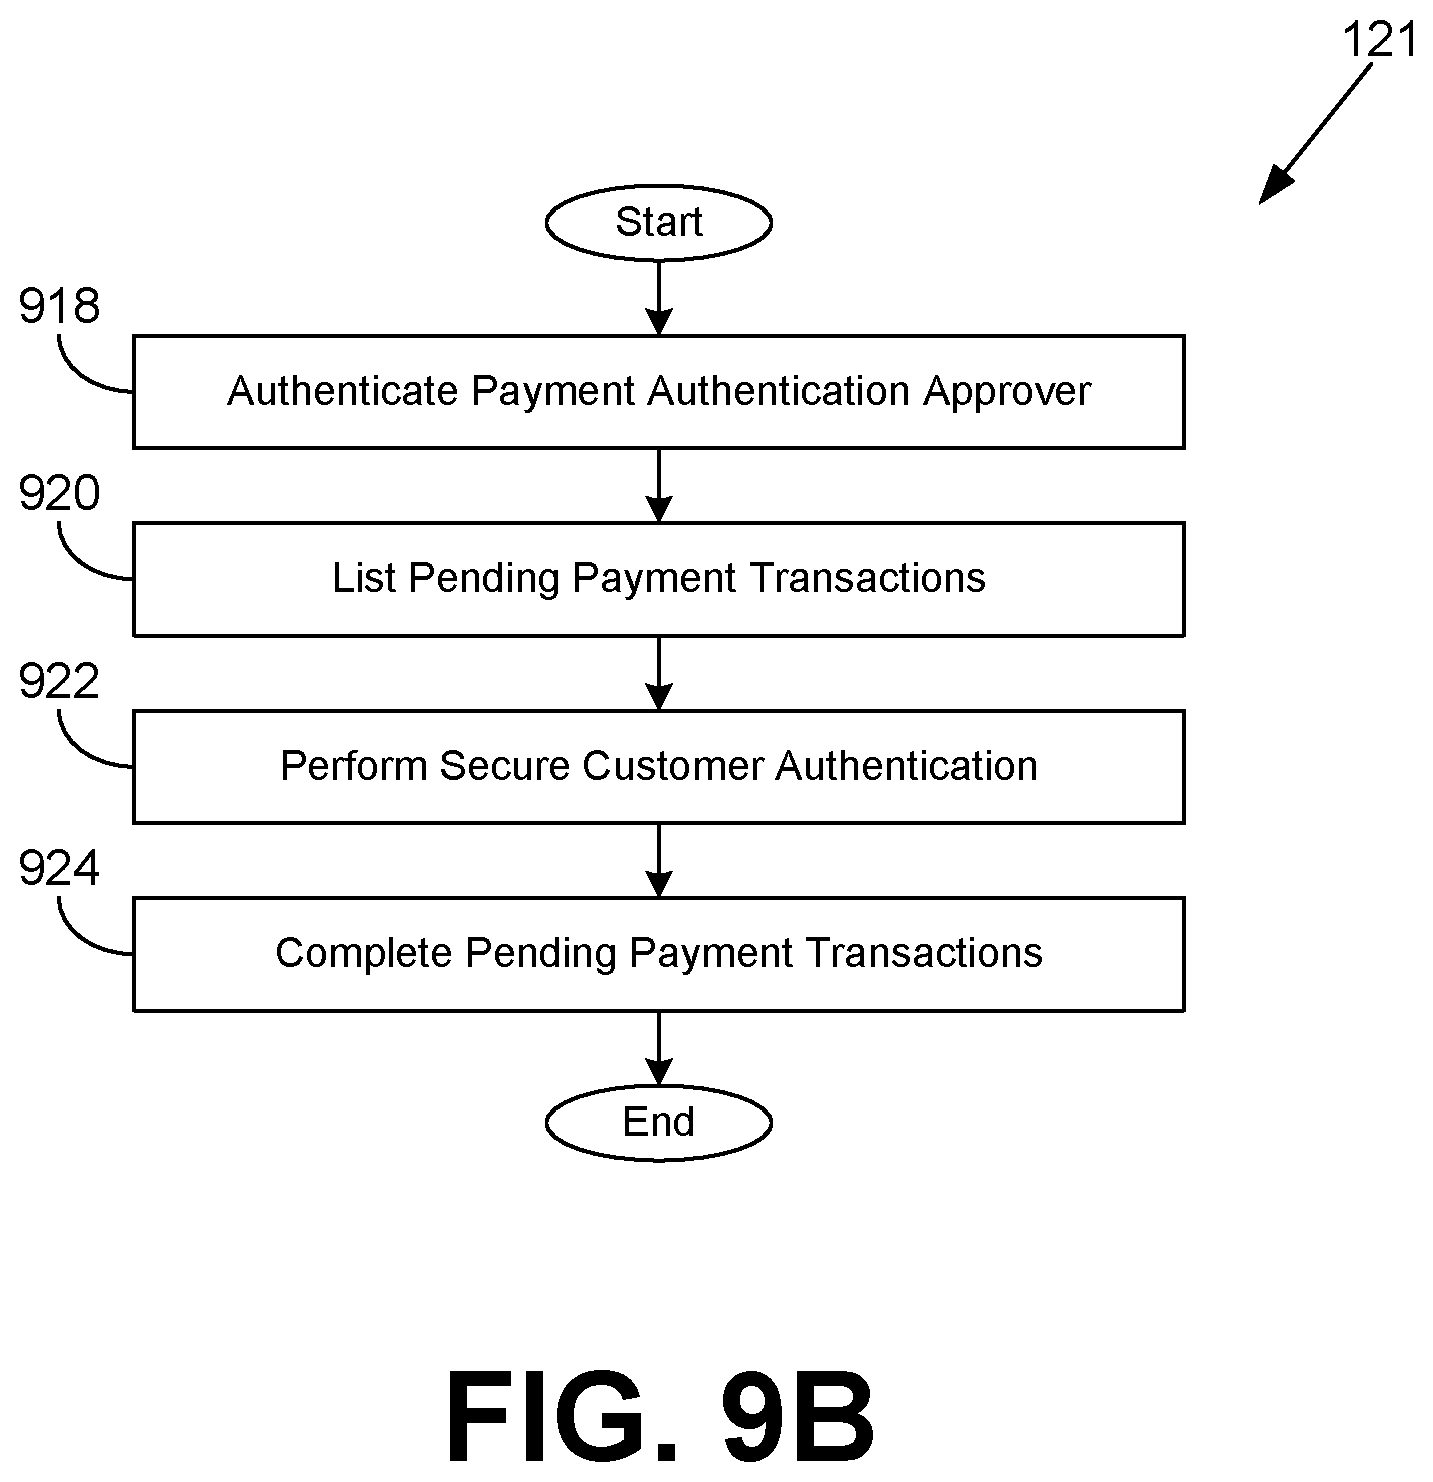 121
Start
918
Authenticate Payment Authentication Approver
920
List Pending Payment Transactions
922
Perform Secure Customer Authentication
924
Complete Pending Payment Transactions
End
FIG. 9B